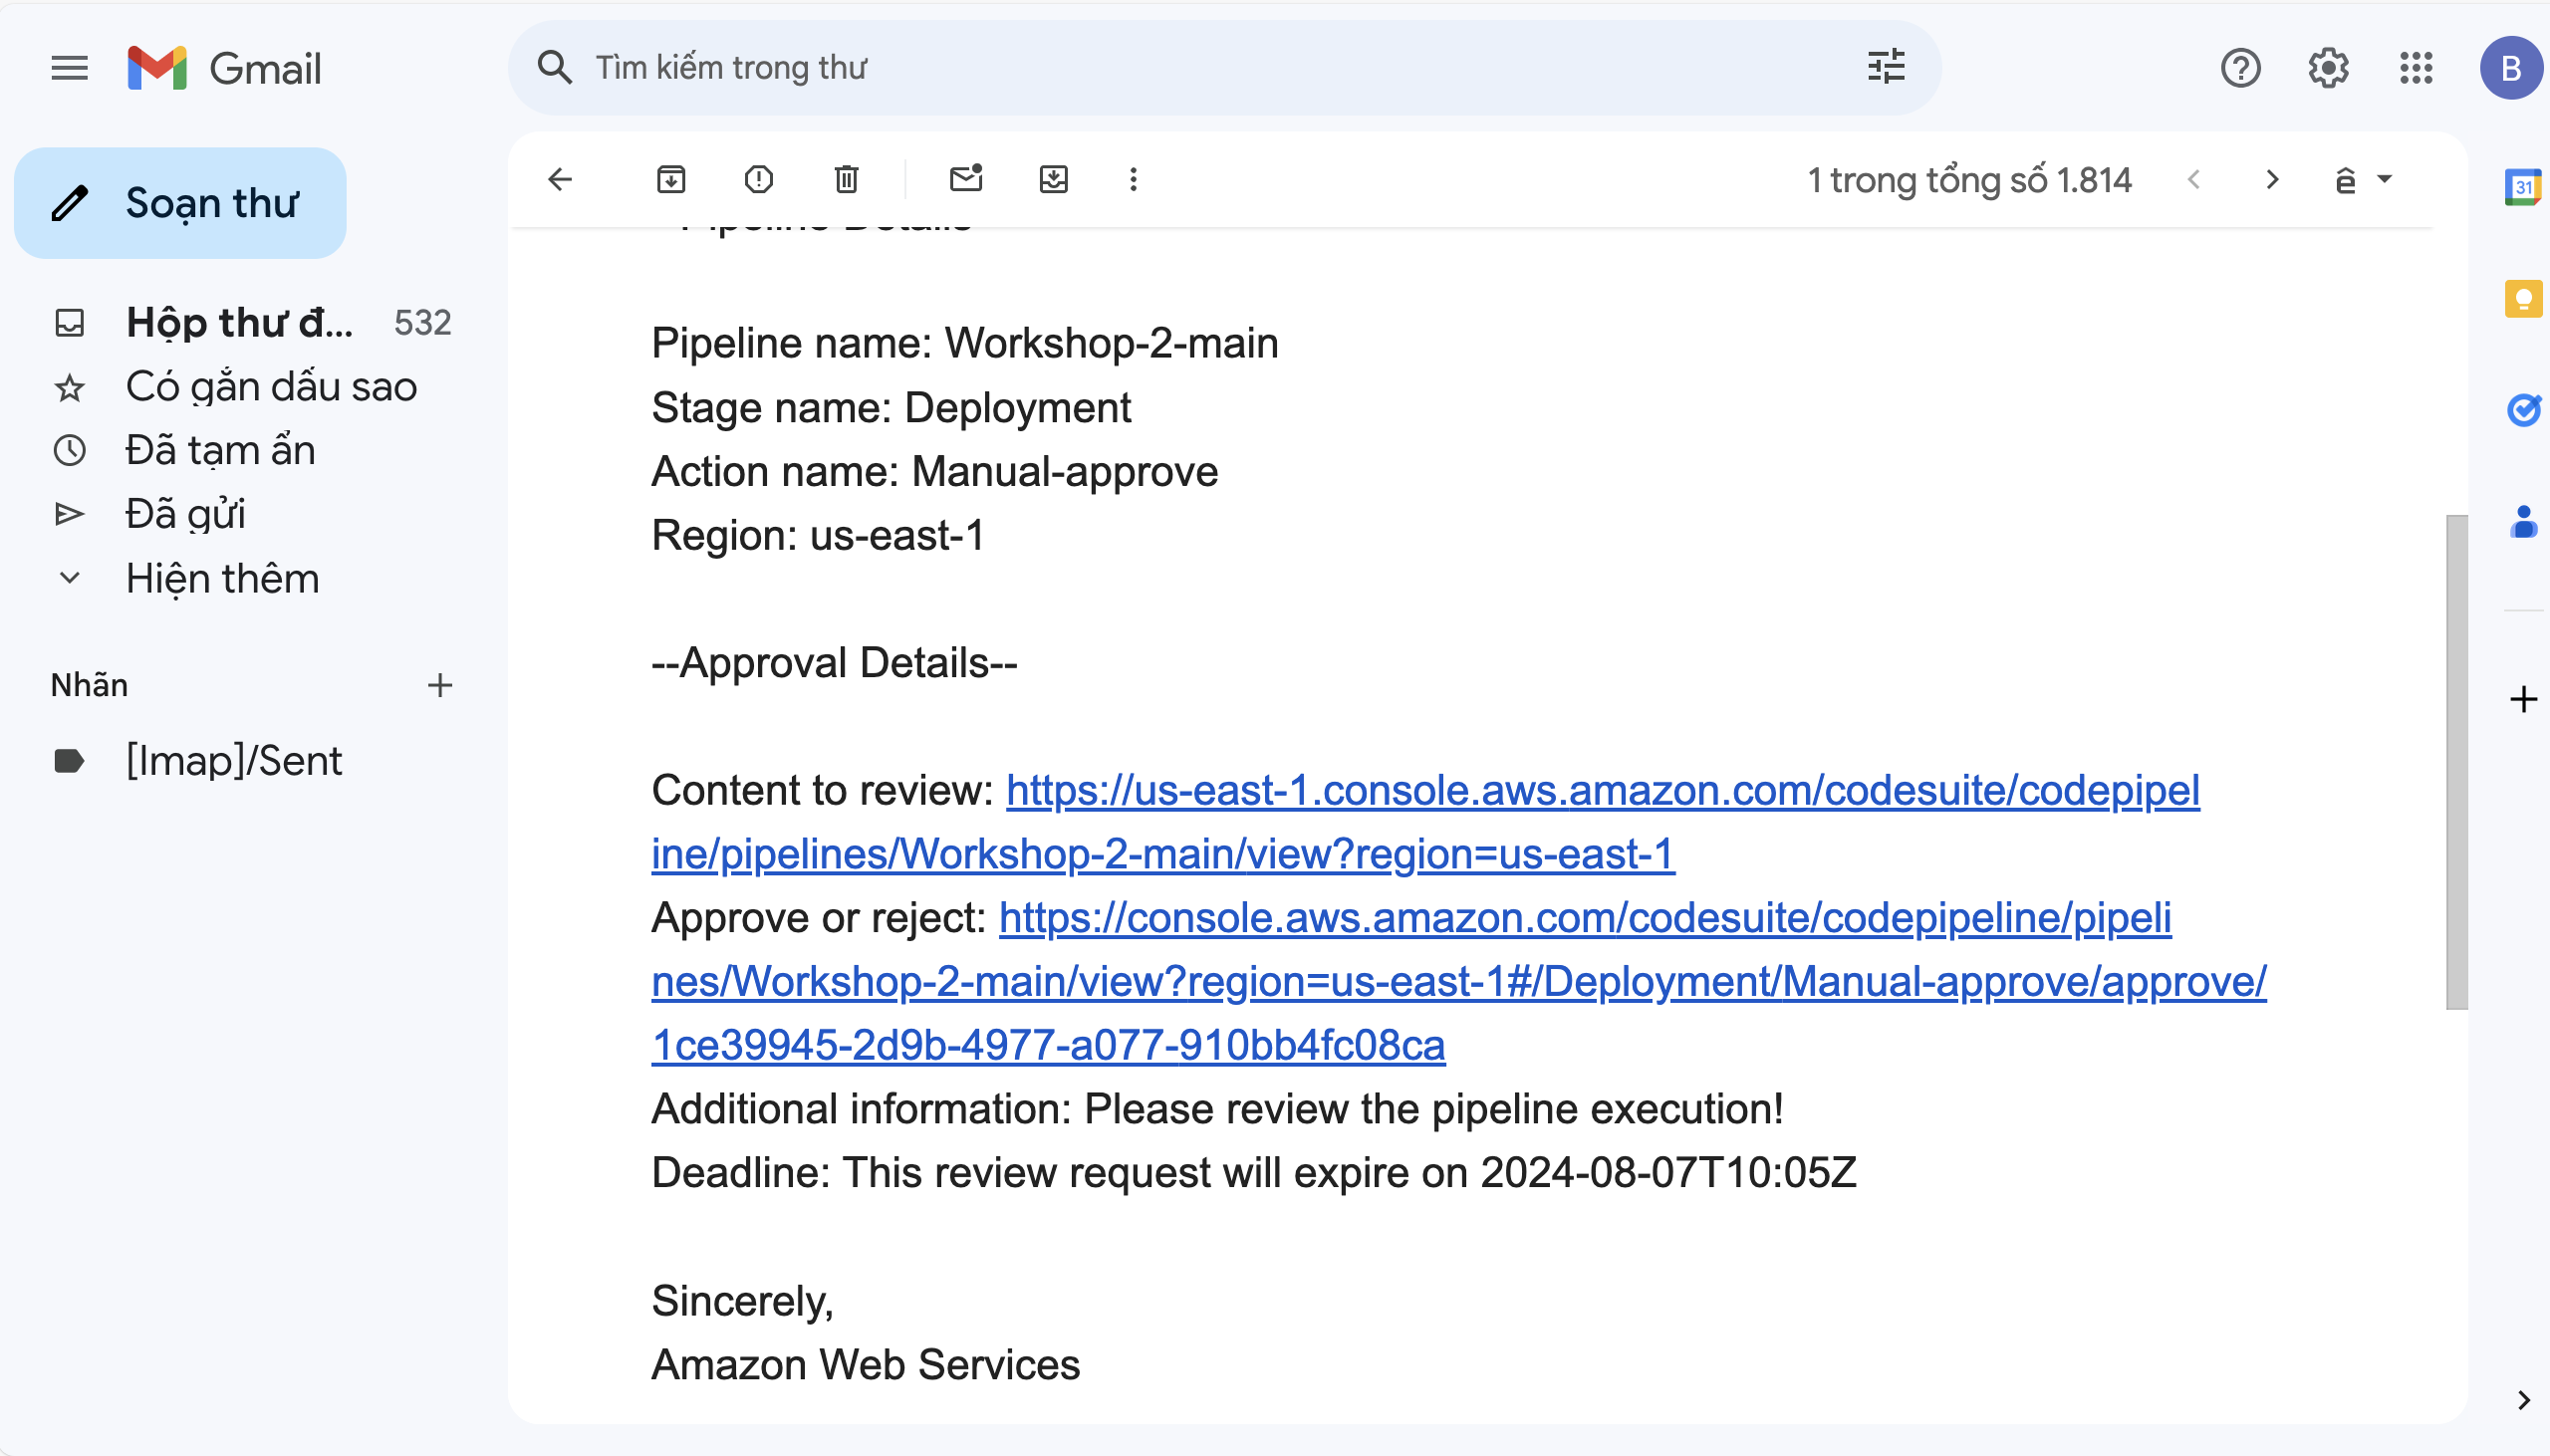 Gmail
Tìm kiếm trong thư
B
Soạn thư
1 trong tổng số 1.814
ê
31
Hộp thư đ... 532
Có gắn dấu sao
Đã tạm ẩn
Đã gửi
Hiện thêm
Nhãn
[Imap]/Sent
Pipeline Details
Pipeline name: Workshop-2-main
Stage name: Deployment
Action name: Manual-approve
Region: us-east-1
--Approval Details--
Content to review: https://us-east-1.console.aws.amazon.com/codesuite/codepipel
ine/pipelines/Workshop-2-main/view?region=us-east-1
Approve or reject: https://console.aws.amazon.com/codesuite/codepipeline/pipeli
nes/Workshop-2-main/view?region=us-east-1#/Deployment/Manual-approve/approve/
1ce39945-2d9b-4977-a077-910bb4fc08ca
Additional information: Please review the pipeline execution!
Deadline: This review request will expire on 2024-08-07T10:05Z
Sincerely,
Amazon Web Services